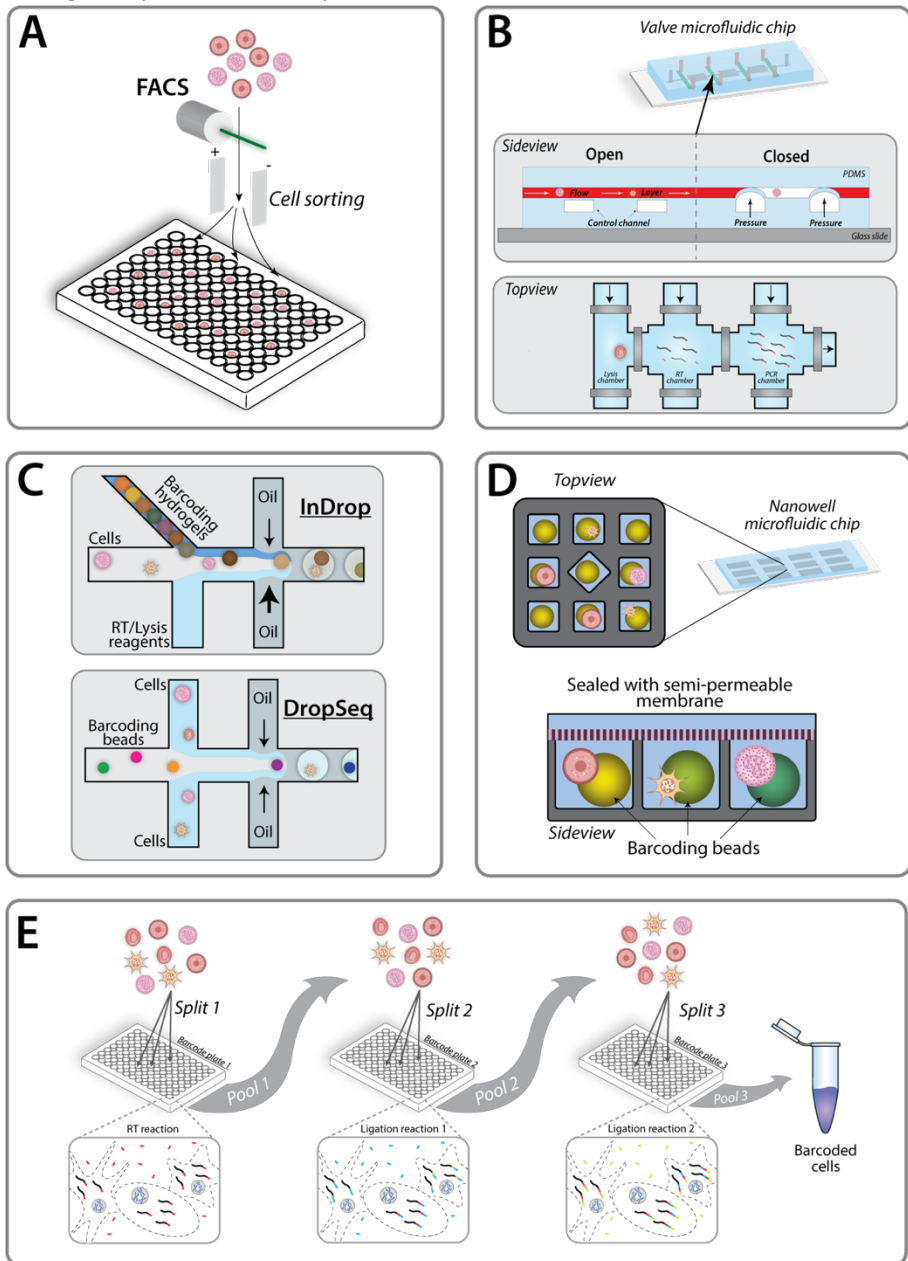 A
FACS
+
-
Cell sorting
B
Valve microfluidic chip
Sideview
Open
Closed
PDMS
Flow
Layer
Control channel
Pressure
Pressure
Glass slide
Topview
Lysis
chamber
RT
chamber
PCR
chamber
C
Barcoding
hydrogels
Oil
InDrop
Cells
RT/Lysis
reagents
Oil
Cells
Oil
DropSeq
Barcoding
beads
Cells
Oil
D
Topview
Nanowell
microfluidic chip
Sealed with semi-permeable
membrane
Sideview
Barcoding beads
E
Split 1
Split 2
Split 3
Barcode plate 1
Barcode plate 2
Barcode plate 3
Pool 1
Pool 2
Pool 3
RT reaction
Ligation reaction 1
Ligation reaction 2
Barcoded
cells